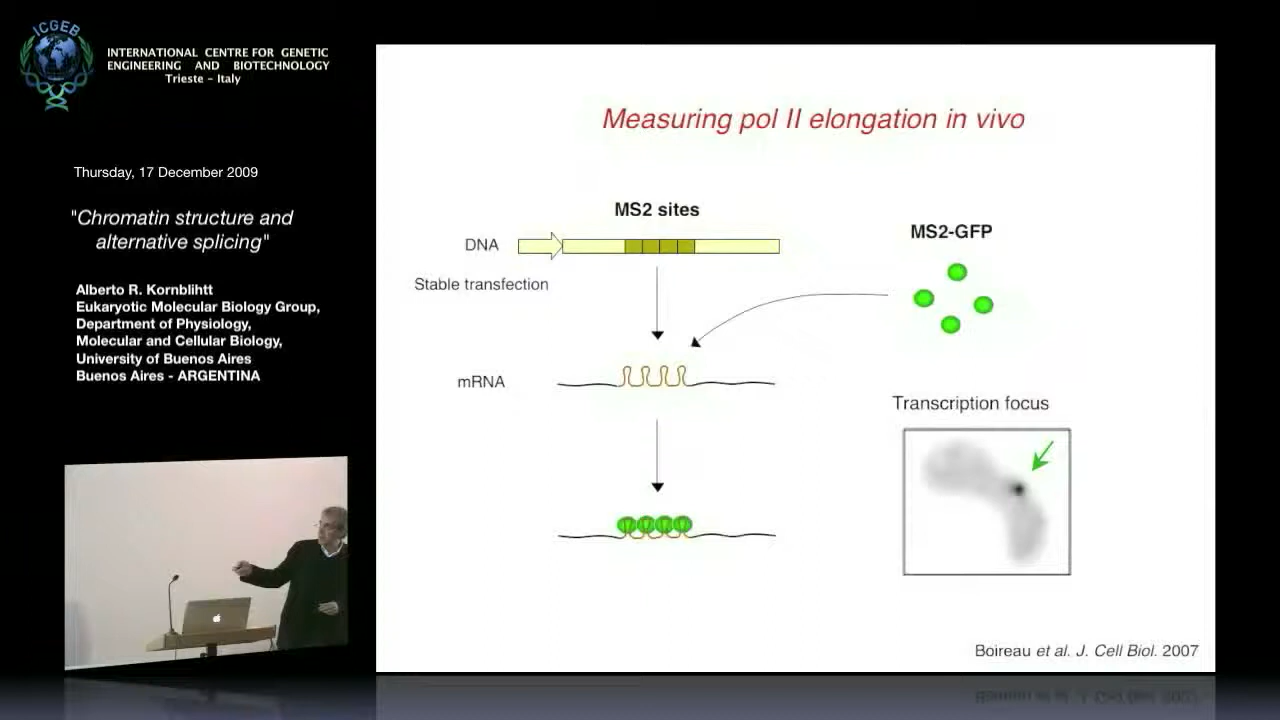 ICGEB
INTERNATIONAL CENTRE FOR GENETIC
ENGINEERING AND BIOTECHNOLOGY
Trieste - Italy
Thursday, 17 December 2009
"Chromatin structure and
alternative splicing"
Alberto R. Kornblihtt
Eukaryotic Molecular Biology Group,
Department of Physiology,
Molecular and Cellular Biology,
University of Buenos Aires
Buenos Aires - ARGENTINA
Measuring pol II elongation in vivo
MS2 sites
DNA
Stable transfection
MS2-GFP
mRNA
Transcription focus
Boireau et al. J. Cell Biol. 2007